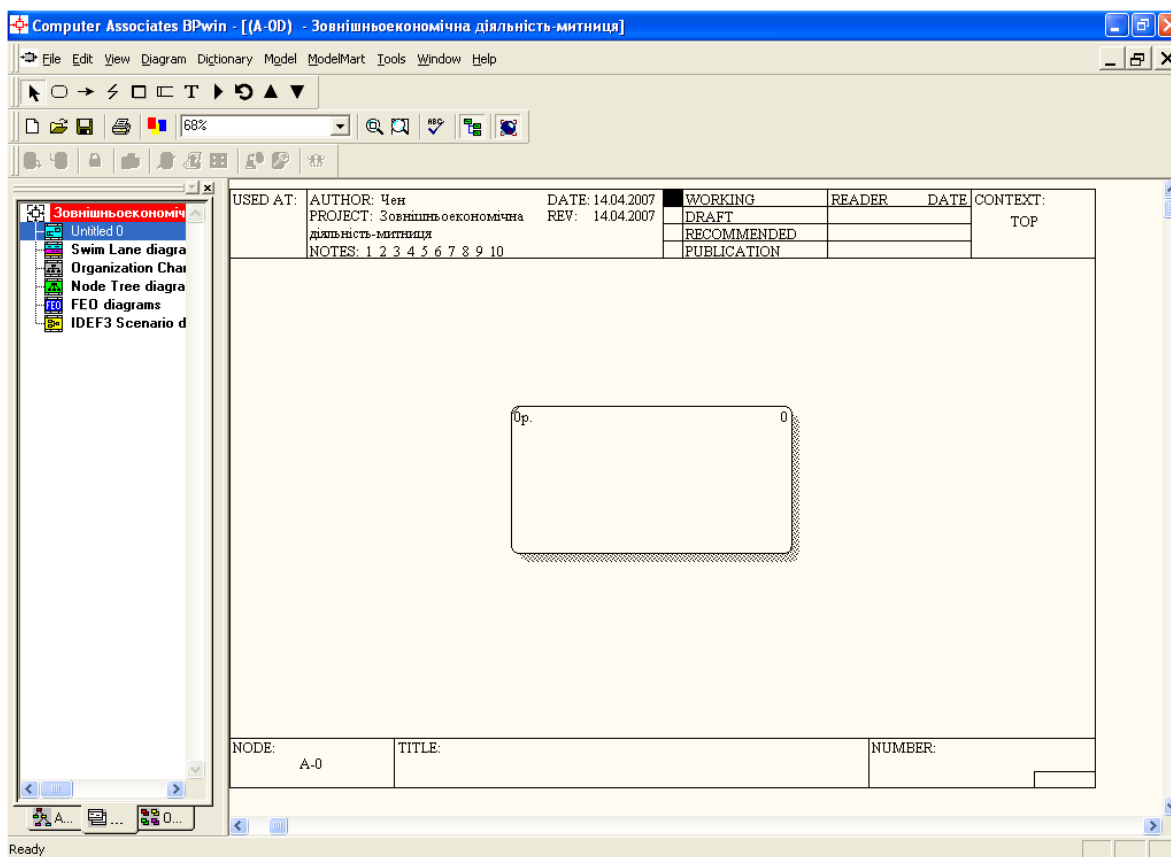 Computer Associates BPwin - [(A-0D) - Зовнішньоекономічна діяльність-митниця]
File Edit View Diagram Dictionary Model ModelMart Tools Window Help
T
68%
ABC
Зовнішньоекономіч
Untitled 0
Swim Lane diagra
Organization Char
Node Tree diagra
FEO FEO diagrams
IDEF3 Scenario d
A... ... O...
USED AT: AUTHOR: Чен DATE: 14.04.2007 WORKING READER DATE CONTEXT:
PROJECT: Зовнішньоекономічна REV: 14.04.2007 DRAFT TOP
діяльність-митниця RECOMMENDED
NOTES: 1 2 3 4 5 6 7 8 9 10 PUBLICATION
0р. 0
NODE: TITLE: NUMBER:
A-0
Ready